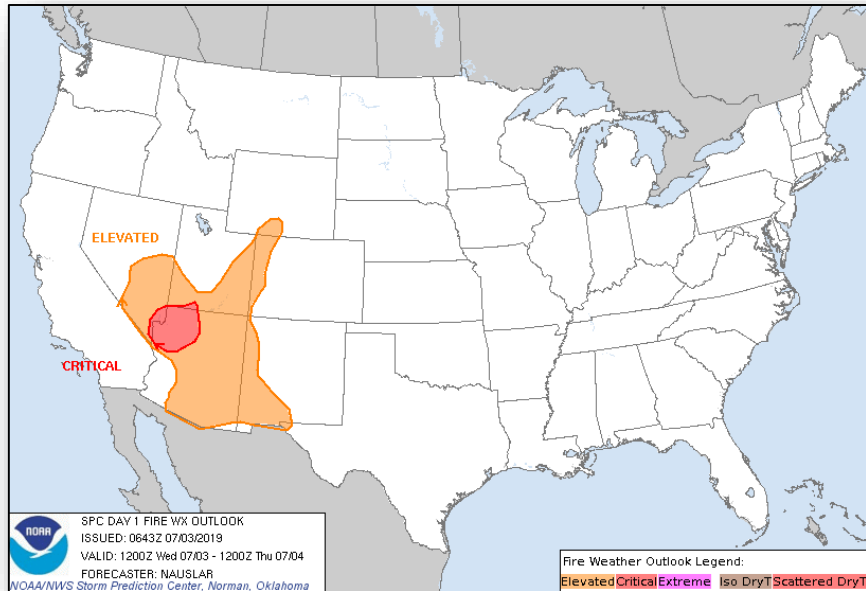 ELEVATED
CRITICAL
NOAA
SPC DAY 1 FIRE WX OUTLOOK
ISSUED: 0643Z 07/03/2019
VALID: 1200Z Wed 07/03 - 1200Z Thu 07/04
FORECASTER: NAUSLAR
NOAA/NWS Storm Prediction Center, Norman, Oklahoma
Fire Weather Outlook Legend:
Elevated Critical Extreme Iso DryT Scattered DryT